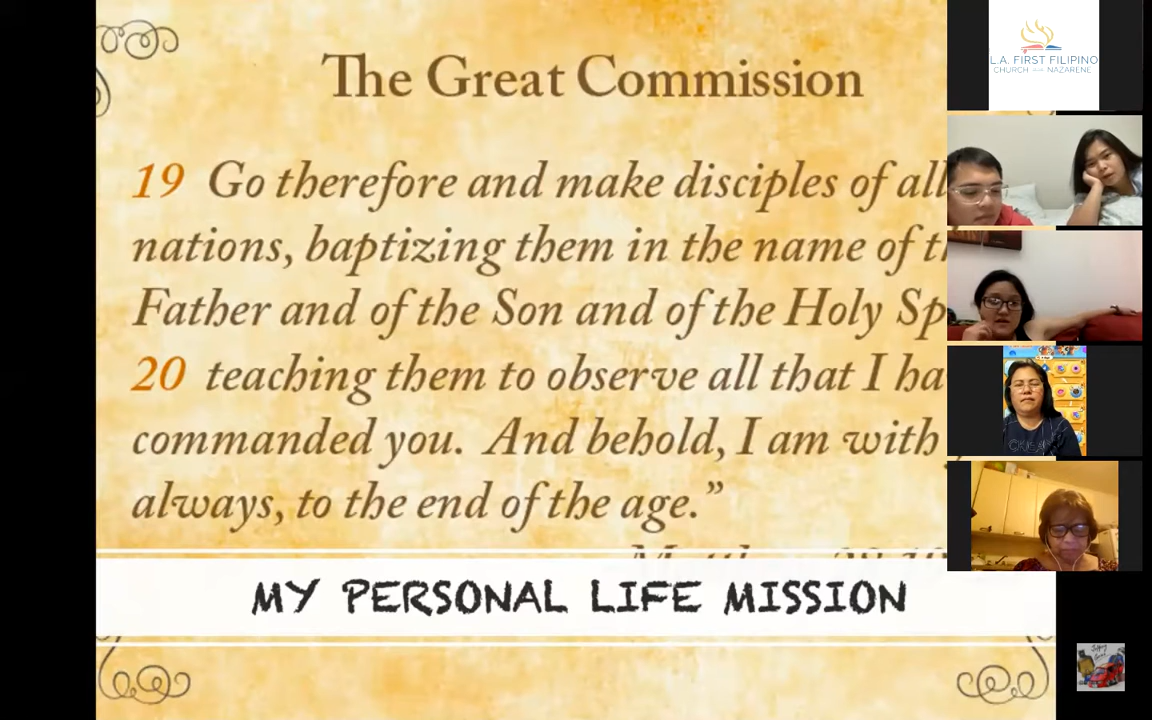 The Great Commission
19 Go therefore and make disciples of all
nations, baptizing them in the name of
Father and of the Son and of the Holy
20 teaching them to observe all that I
commanded you. And behold, I am with
always, to the end of the age.”
MY PERSONAL LIFE MISSION
L.A. FIRST FILIPINO
CHURCH OF THE NAZARENE